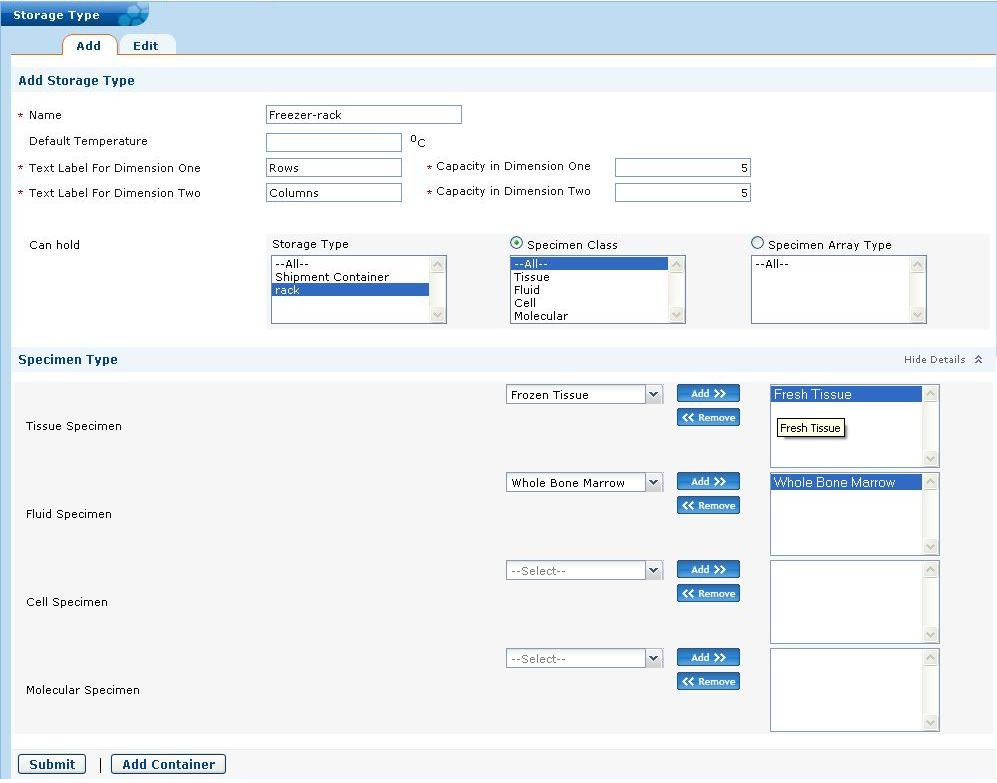 Storage Type
Add Edit
Add Storage Type
* Name Freezer-rack
Default Temperature ⁰C
* Text Label For Dimension One Rows * Capacity in Dimension One 5
* Text Label For Dimension Two Columns * Capacity in Dimension Two 5
Can hold Storage Type Specimen Class Specimen Array Type
--All-- --All-- --All--
Shipment Container Tissue
rack Fluid
Cell
Molecular
Specimen Type Hide Details
Frozen Tissue Add >> Fresh Tissue
<< Remove
Tissue Specimen Fresh Tissue
Whole Bone Marrow Add >> Whole Bone Marrow
<< Remove
Fluid Specimen
--Select-- Add >>
<< Remove
Cell Specimen
--Select-- Add >>
<< Remove
Molecular Specimen
Submit | Add Container